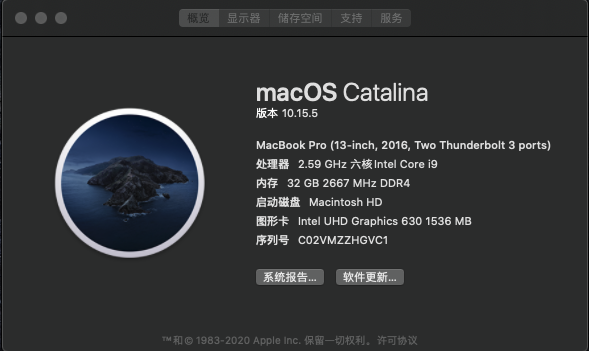 概览 显示器 储存空间 支持 服务
macOS Catalina
版本 10.15.5
MacBook Pro (13-inch, 2016, Two Thunderbolt 3 ports)
处理器 2.59 GHz 六核Intel Core i9
内存 32 GB 2667 MHz DDR4
启动磁盘 Macintosh HD
图形卡 Intel UHD Graphics 630 1536 MB
序列号 C02VMZZHGVC1
系统报告... 软件更新...
™和© 1983-2020 Apple Inc. 保留一切权利。许可协议